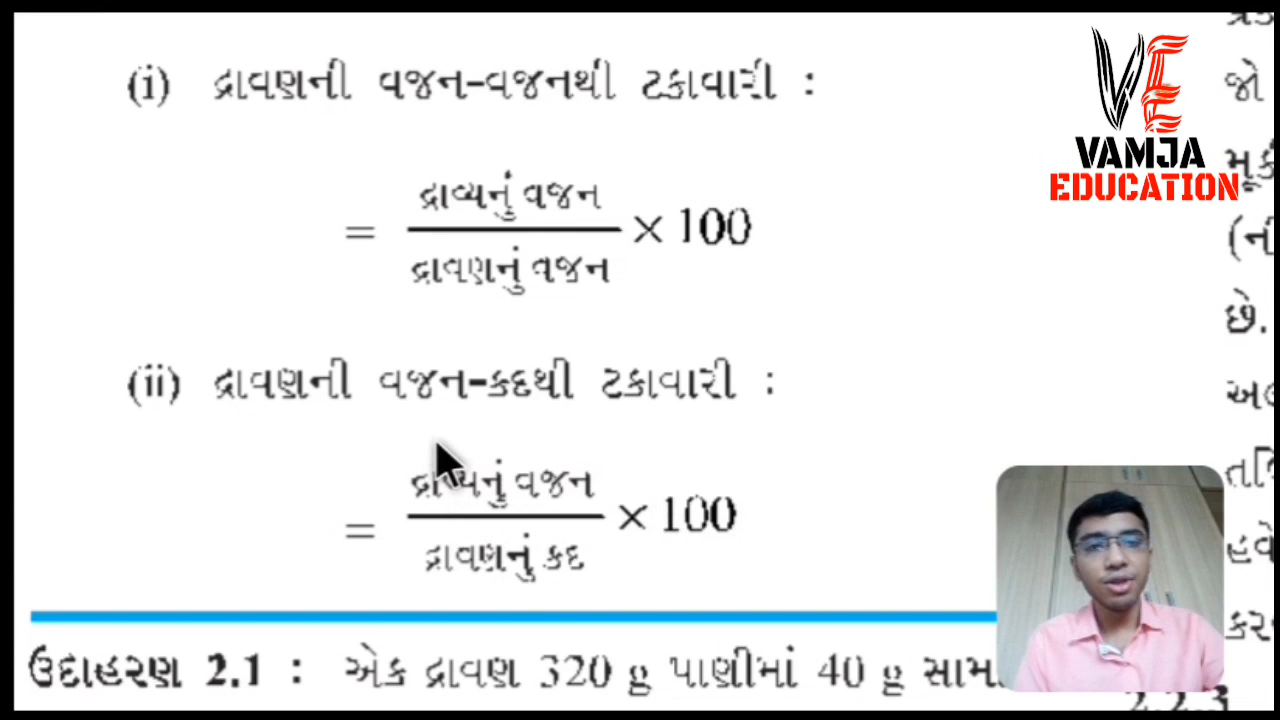 (i) દ્રાવણની વજન-વજનથી ટકાવારી :
= દ્રાવ્યનું વજન
દ્રાવણનું વજન
× 100
(ii) દ્રાવણની વજન-કદથી ટકાવારી :
= દ્રાવ્યનું વજન
દ્રાવણનું કદ
× 100
ઉદાહરણ 2.1 : એક દ્રાવણ 320 g પાણીમાં 40 g
VE
VAMJA
EDUCATION
જો
છે.